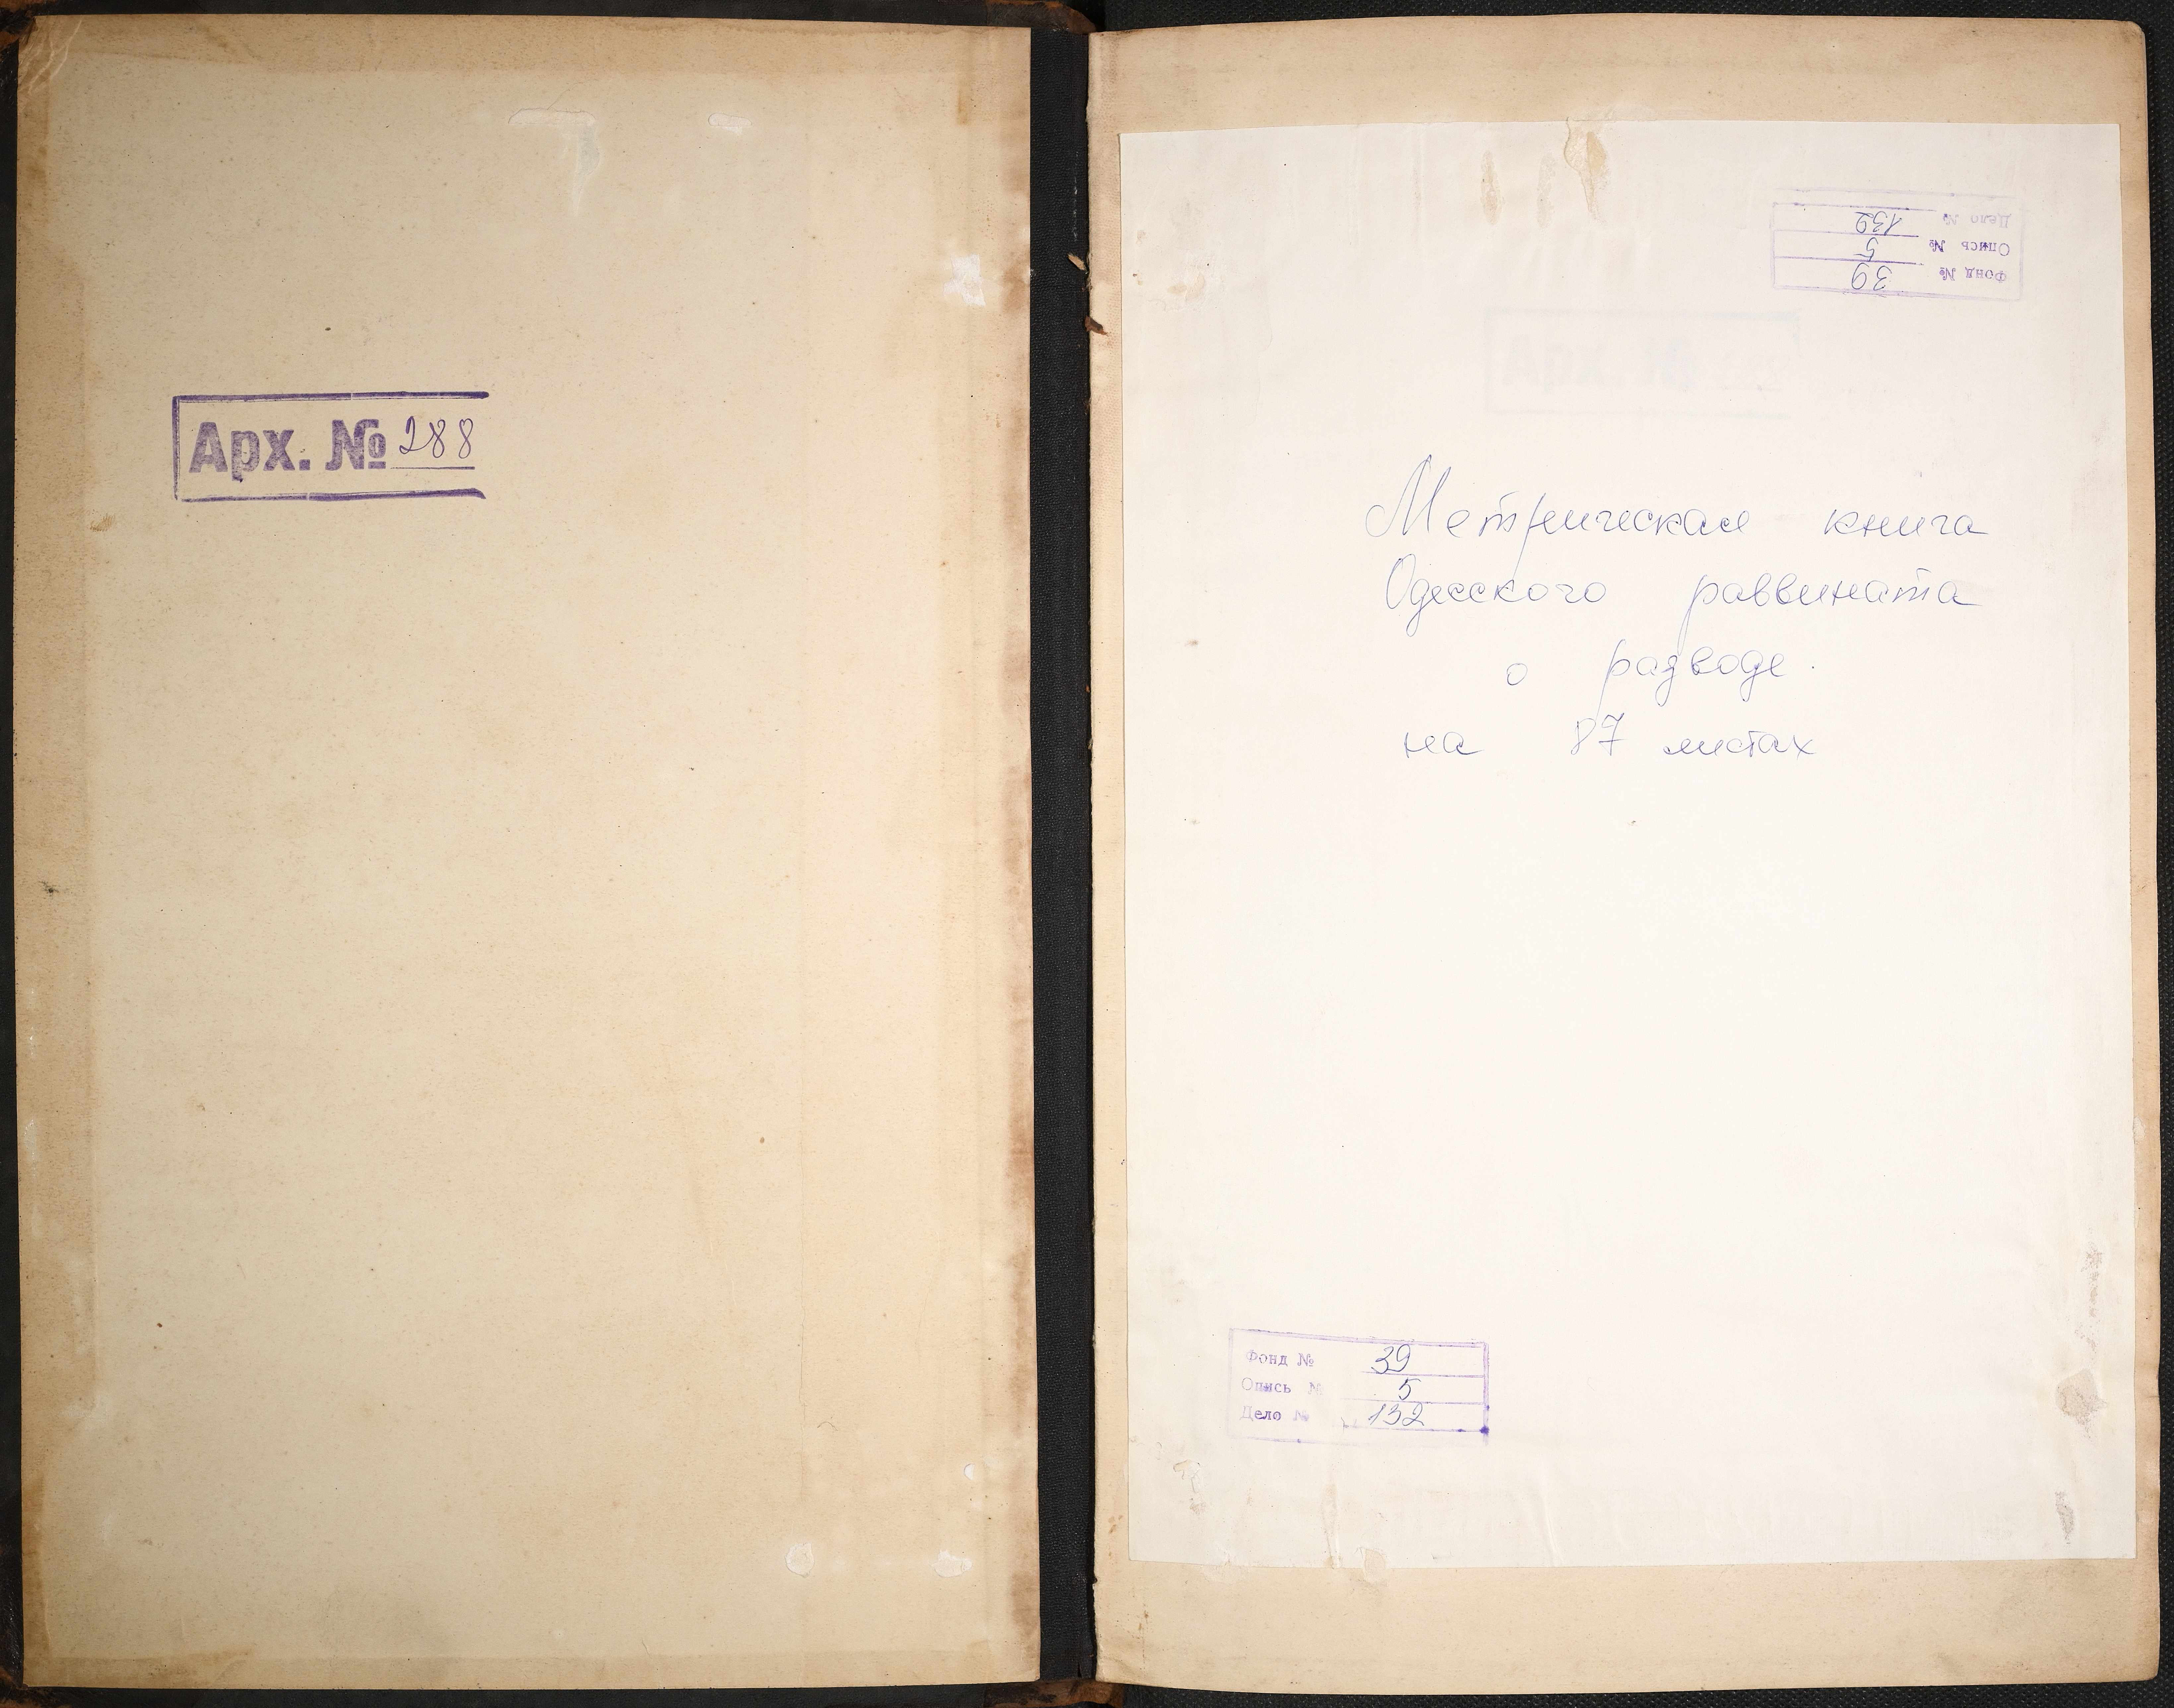 Арх. № 288
Фонд № 39
Опись № 5
Дело № 132
Метрическая книга
Одесского раввината
о разводе.
на 87 листах
Фонд № 39
Опись № 5
Дело № 132